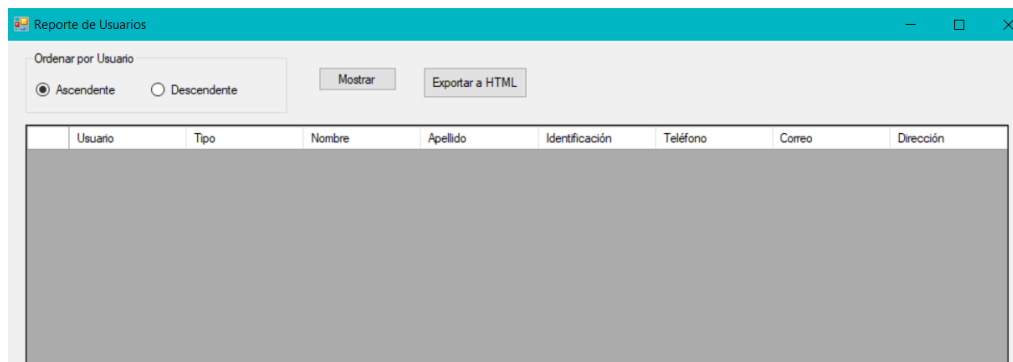 Reporte de Usuarios
Ordenar por Usuario
Ascendente Descendente Mostrar Exportar a HTML
Usuario Tipo Nombre Apellido Identificación Teléfono Correo Dirección